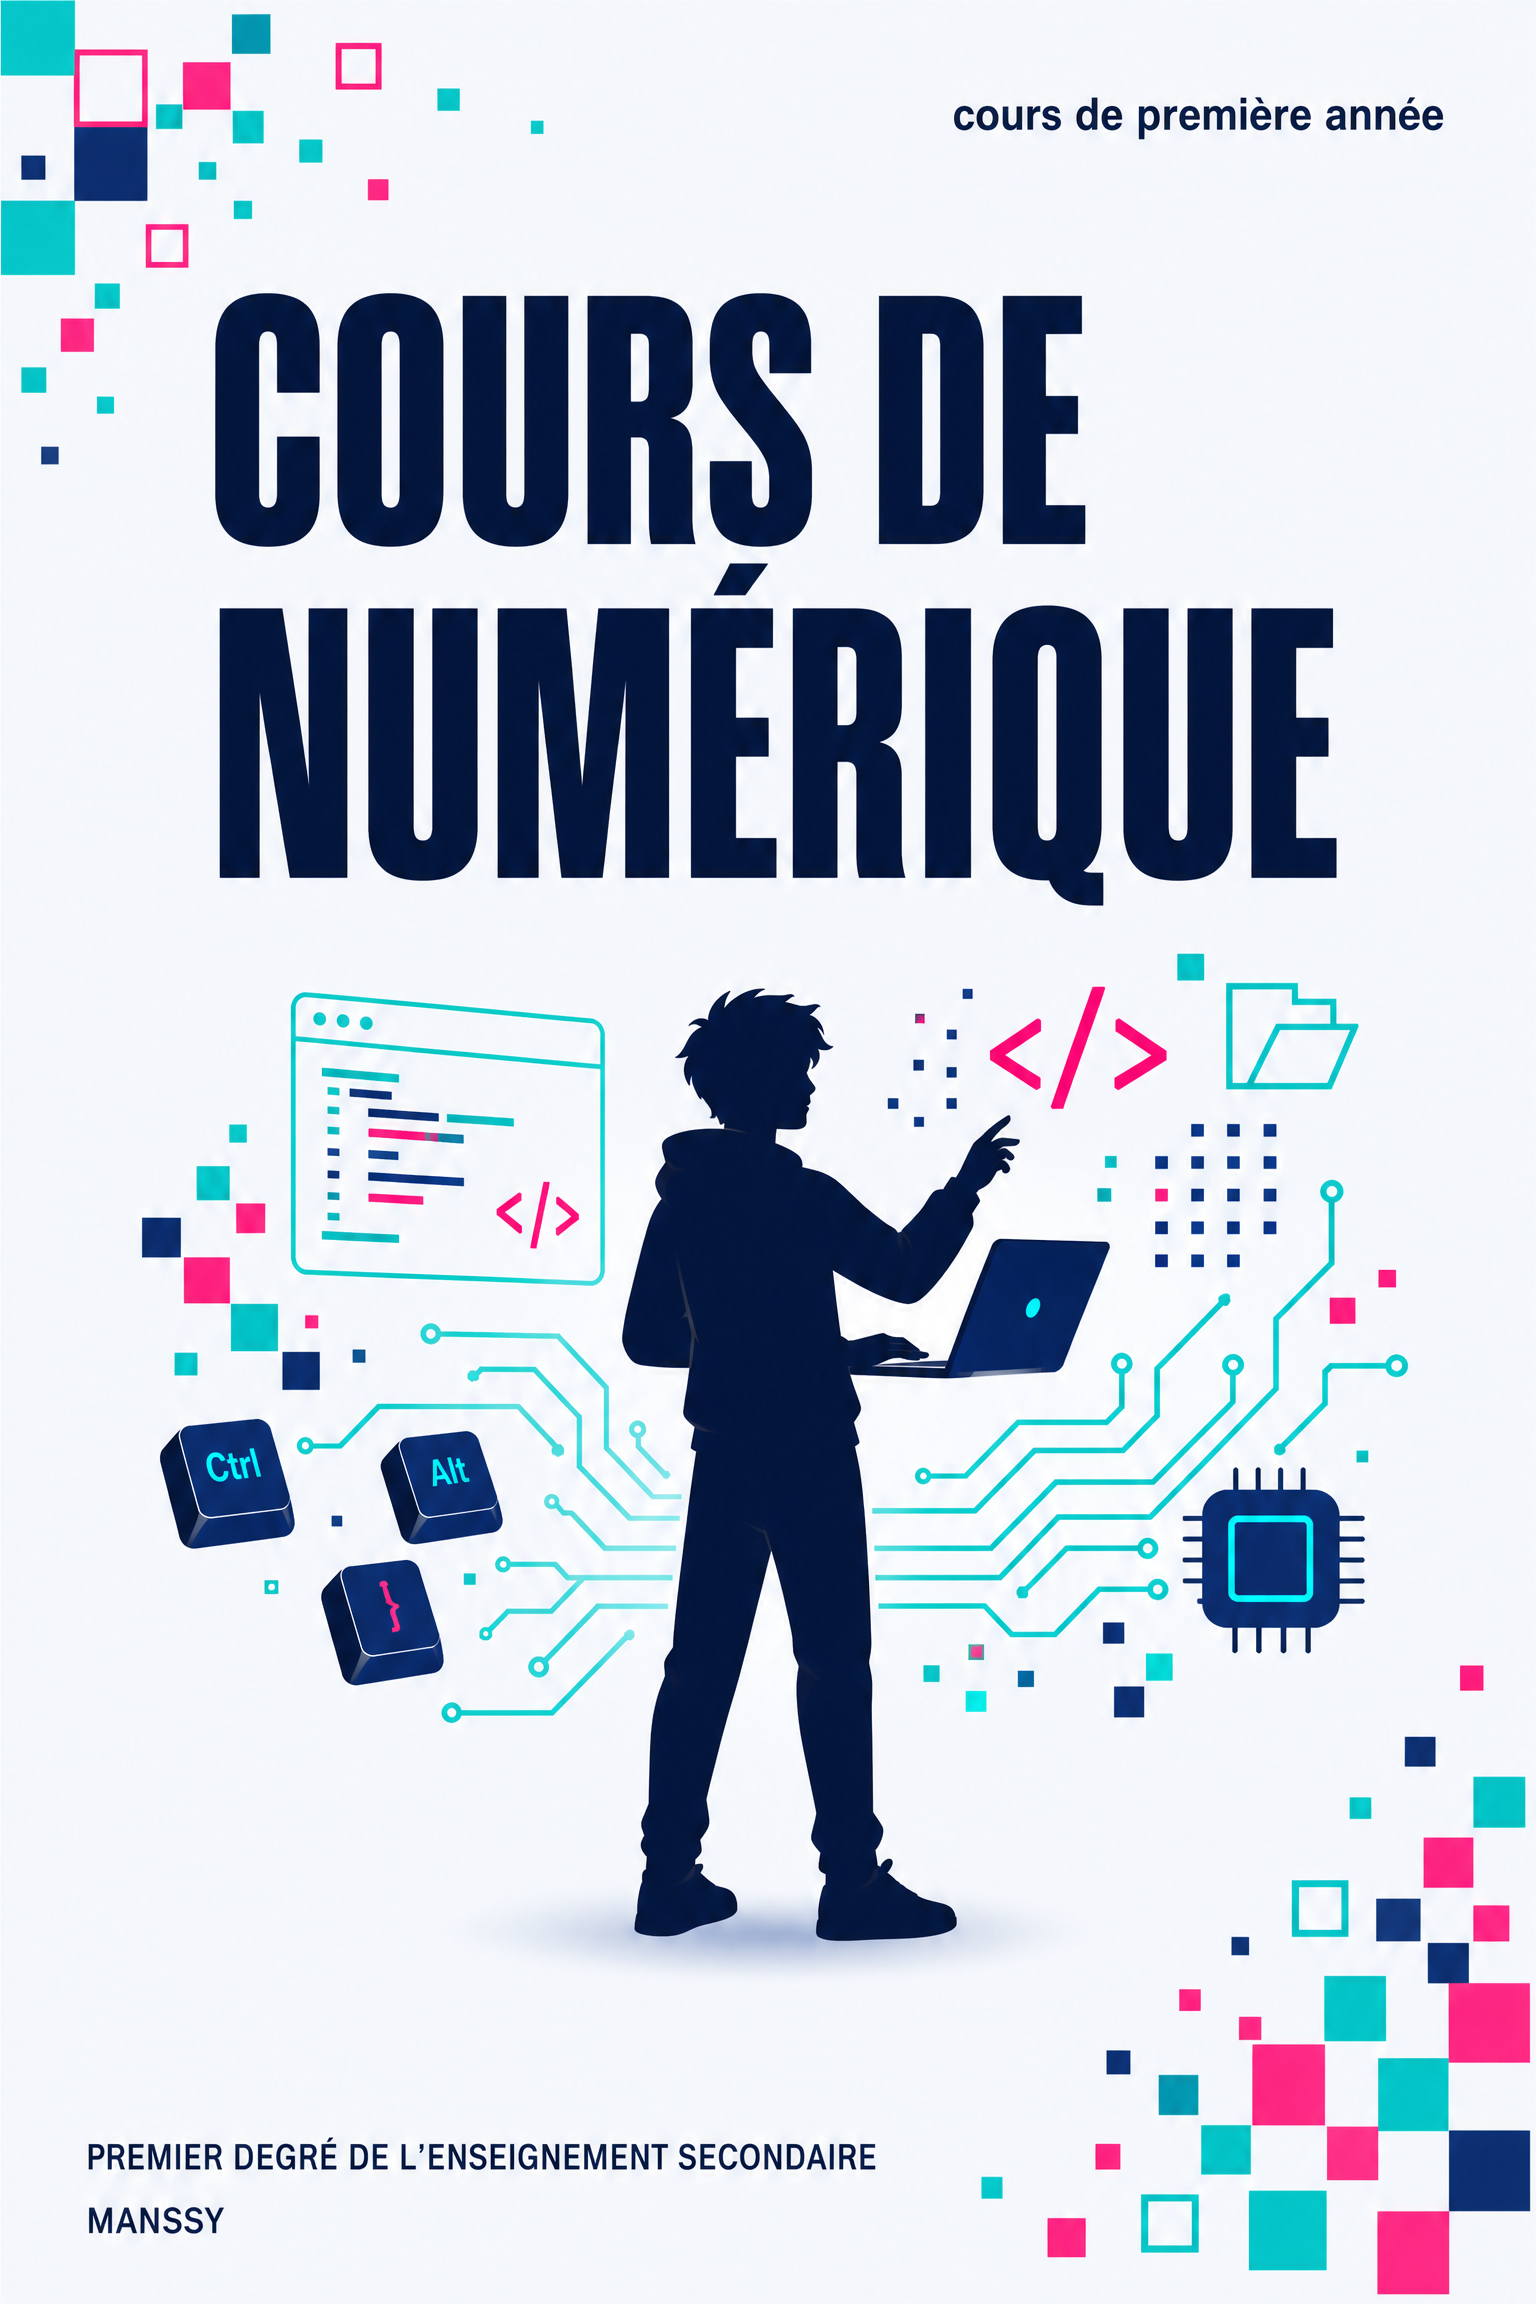 cours de première année
COURS DE
NUMÉRIQUE
</>
</>
Ctrl
Alt
}
PREMIER DEGRÉ DE L’ENSEIGNEMENT SECONDAIRE
MANSSY